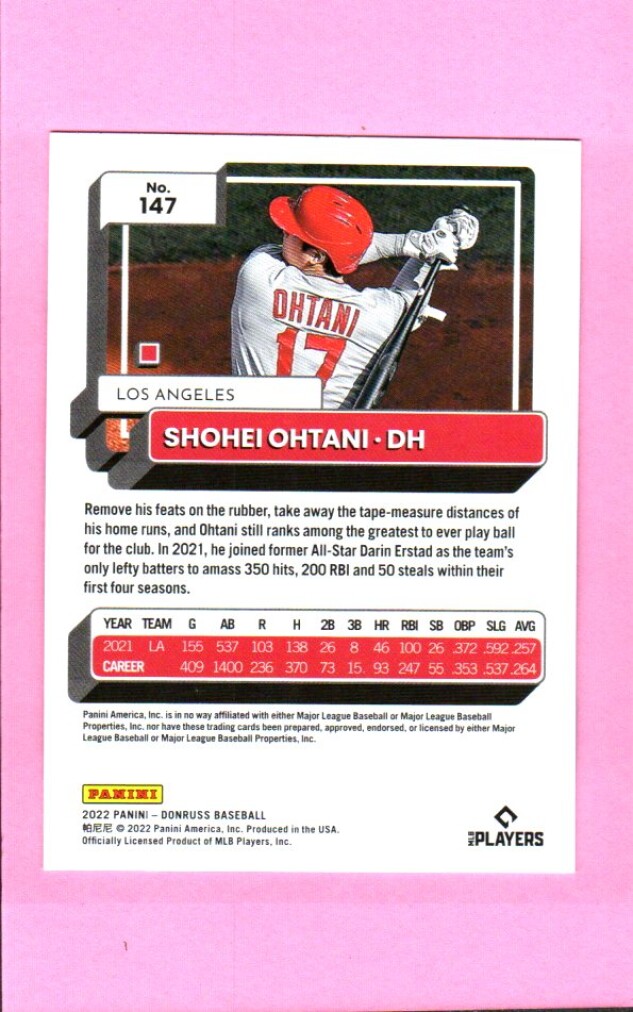 No.
147
OHTANI
17
LOS ANGELES
SHOHEI OHTANI • DH
Remove his feats on the rubber, take away the tape-measure distances of
his home runs, and Ohtani still ranks among the greatest to ever play ball
for the club. In 2021, he joined former All-Star Darin Erstad as the team's
only lefty batters to amass 350 hits, 200 RBI and 50 steals within their
first four seasons.
YEAR TEAM G AB R H 2B 3B HR RBI SB OBP SLG AVG
2021 LA 155 537 103 138 26 8 46 100 26 .372 .592 .257
CAREER 409 1400 236 370 73 15 93 247 55 .353 .537 .264
Panini America, Inc. is in no way affiliated with either Major League Baseball or Major League Baseball
Properties, Inc. nor have these trading cards been prepared, approved, endorsed, or licensed by either Major
League Baseball or Major League Baseball Properties, Inc.
PANINI
2022 PANINI – DONRUSS BASEBALL
帕尼尼 © 2022 Panini America, Inc. Produced in the USA.
Officially Licensed Product of MLB Players, Inc.
MLB PLAYERS